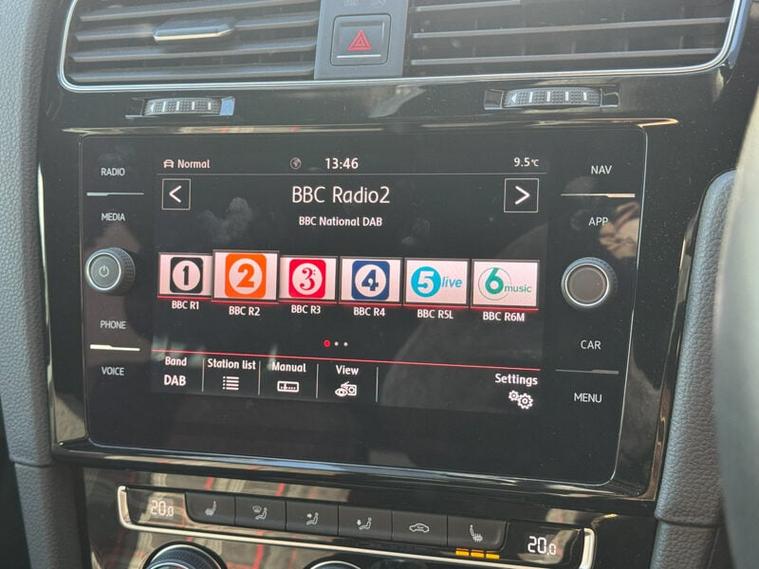 RADIO
MEDIA
PHONE
VOICE
Normal 13:46 9.5°C
< BBC Radio2 >
BBC National DAB
1 2 3 4 5 live 6 music
BBC R1 BBC R2 BBC R3 BBC R4 BBC R5L BBC R6M
Band Station list Manual View Settings
DAB
NAV
APP
CAR
MENU
20.0 20.0